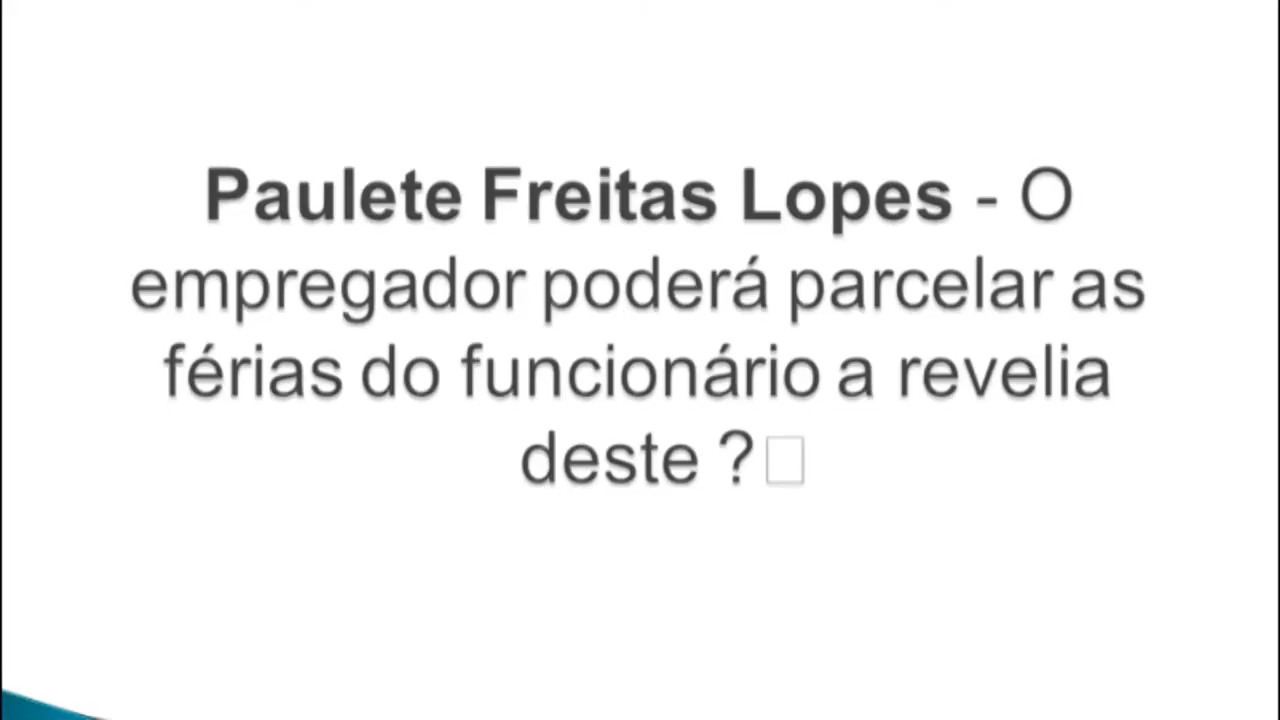 Paulete Freitas Lopes - O
empregador poderá parcelar as
férias do funcionário a revelia
deste ?